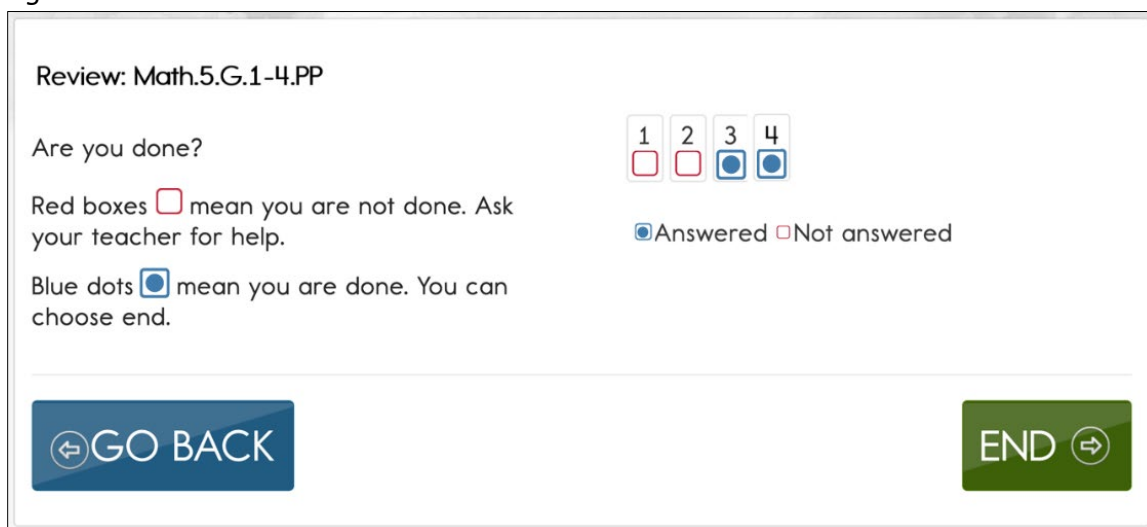 Review: Math.5.G.1-4.PP
Are you done?
Red boxes mean you are not done. Ask
your teacher for help.
Blue dots mean you are done. You can
choose end.
1 2 3 4
Answered Not answered
GO BACK
END